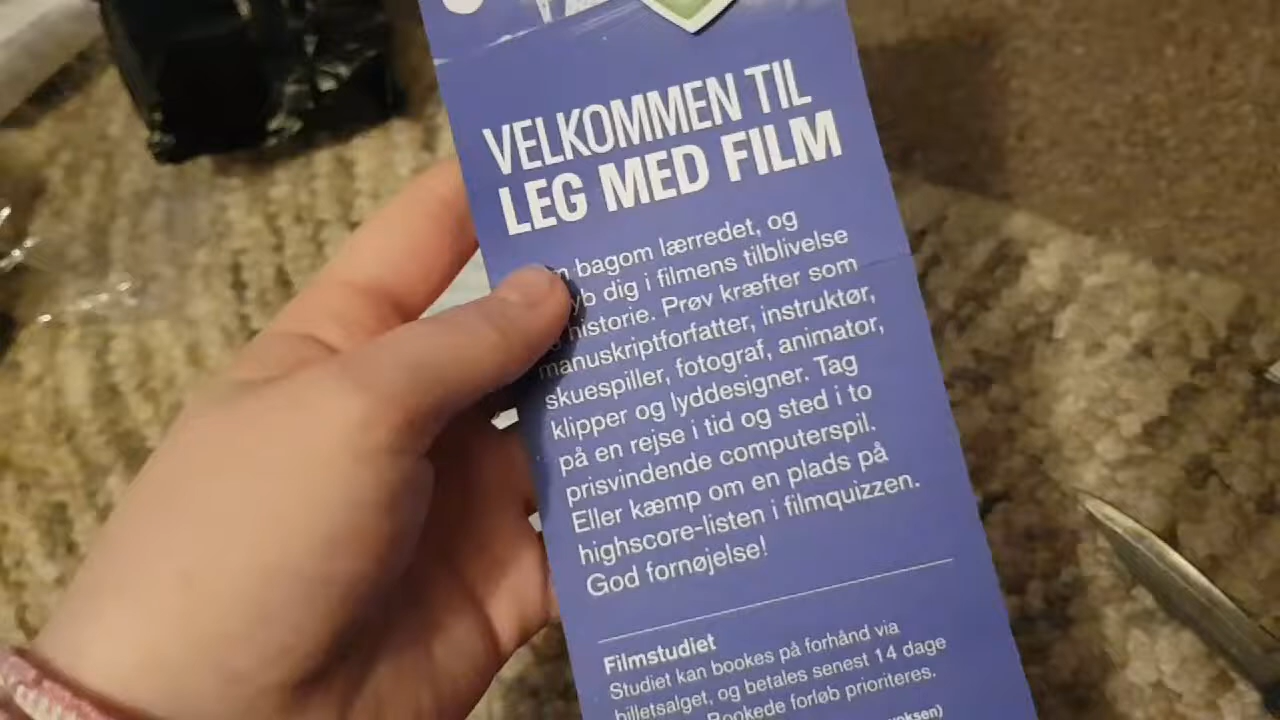 VELKOMMEN TIL
LEG MED FILM
bagom lærredet, og
dig i filmens tilblivelse
historie. Prøv kræfter som
manuskriptforfatter, instruktør,
skuespiller, fotograf, animator,
klipper og lyddesigner. Tag
på en rejse i tid og sted i to
prisvindende computerspil.
Eller kæmp om en plads på
highscore-listen i filmquizzen.
God fornøjelse!
Filmstudiet
Studiet kan bookes på forhånd via
billetsalget, og betales senest 14 dage
Bookede forløb prioriteres.